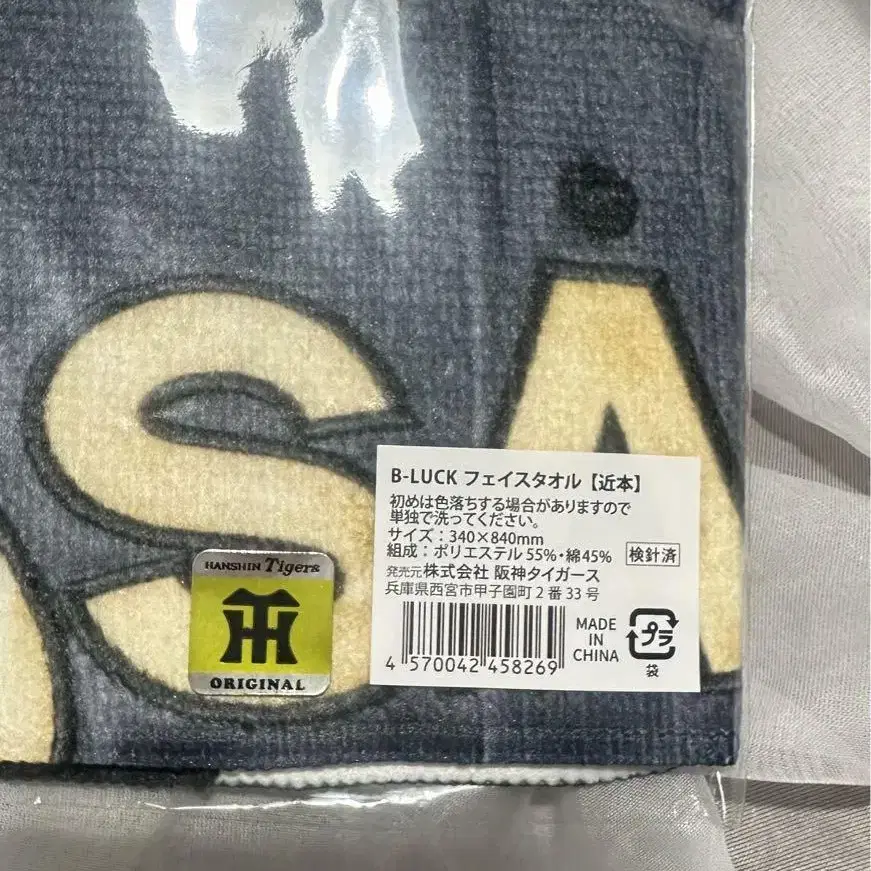 SA
B-LUCK フェイスタオル【近本】
初めは色落ちする場合がありますので
単独で洗ってください。
サイズ：340×840mm
組成：ポリエステル 55%・綿45%
検針済
発売元 株式会社 阪神タイガース
兵庫県西宮市甲子園町2番33号
4 570042 458269
MADE
IN
CHINA
プラ
袋
HANSHIN Tigers
TH
ORIGINAL